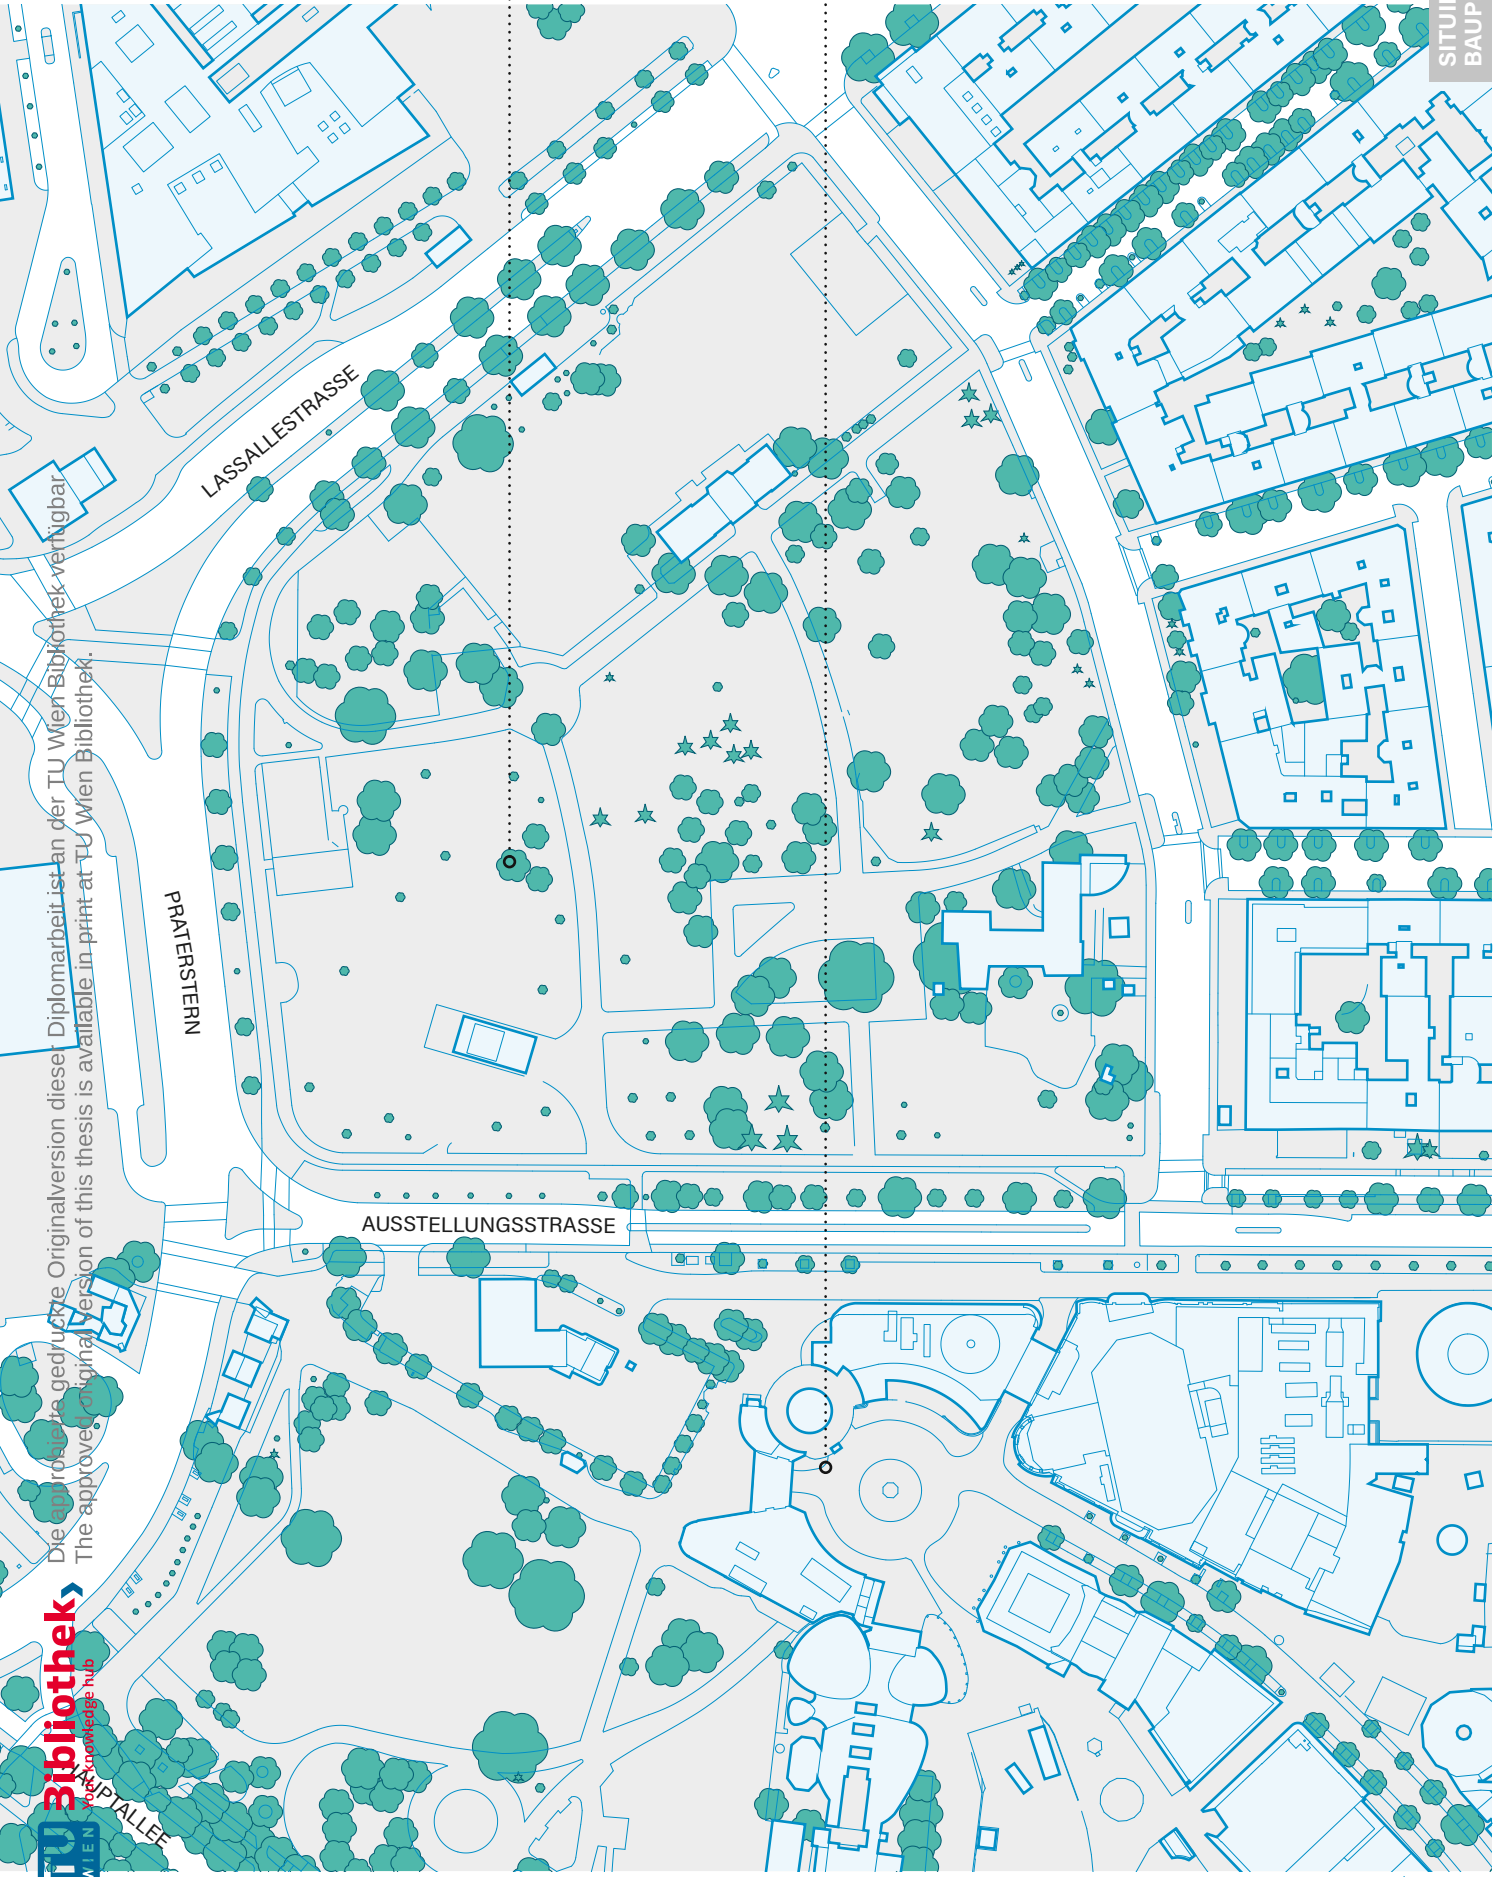 SITUI
BAUP
LASSALLESTRASSE
PRATERSTERN
AUSSTELLUNGSSTRASSE
HAUPTALLEE
Die approbierte gedruckte Originalversion dieser Diplomarbeit ist an der TU Wien Bibliothek verfügbar.
The approved original version of this thesis is available in print at TU Wien Bibliothek.
TU Bibliothek
WIEN Your knowledge hub